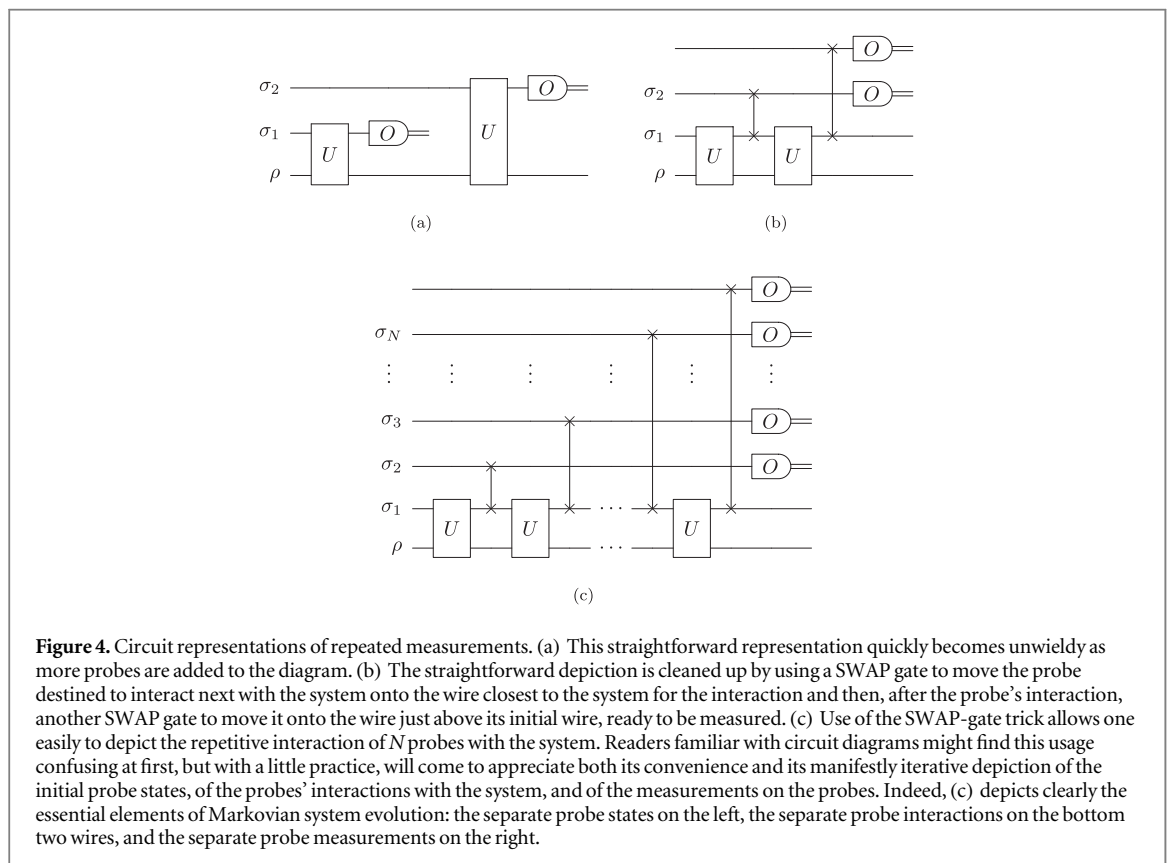 O
σ₂ O σ₂ O
σ₁ O σ₁
U U U U
ρ ρ
(a) (b)
O
σ_N O
⋮ ⋮ ⋮ ⋮ ⋮ ⋮
σ₃ O
σ₂ O
σ₁ ···
U U U
ρ ···
(c)
Figure 4. Circuit representations of repeated measurements. (a) This straightforward representation quickly becomes unwieldy as
more probes are added to the diagram. (b) The straightforward depiction is cleaned up by using a SWAP gate to move the probe
destined to interact next with the system onto the wire closest to the system for the interaction and then, after the probe's interaction,
another SWAP gate to move it onto the wire just above its initial wire, ready to be measured. (c) Use of the SWAP-gate trick allows one
easily to depict the repetitive interaction of N probes with the system. Readers familiar with circuit diagrams might find this usage
confusing at first, but with a little practice, will come to appreciate both its convenience and its manifestly iterative depiction of the
initial probe states, of the probes' interactions with the system, and of the measurements on the probes. Indeed, (c) depicts clearly the
essential elements of Markovian system evolution: the separate probe states on the left, the separate probe interactions on the bottom
two wires, and the separate probe measurements on the right.